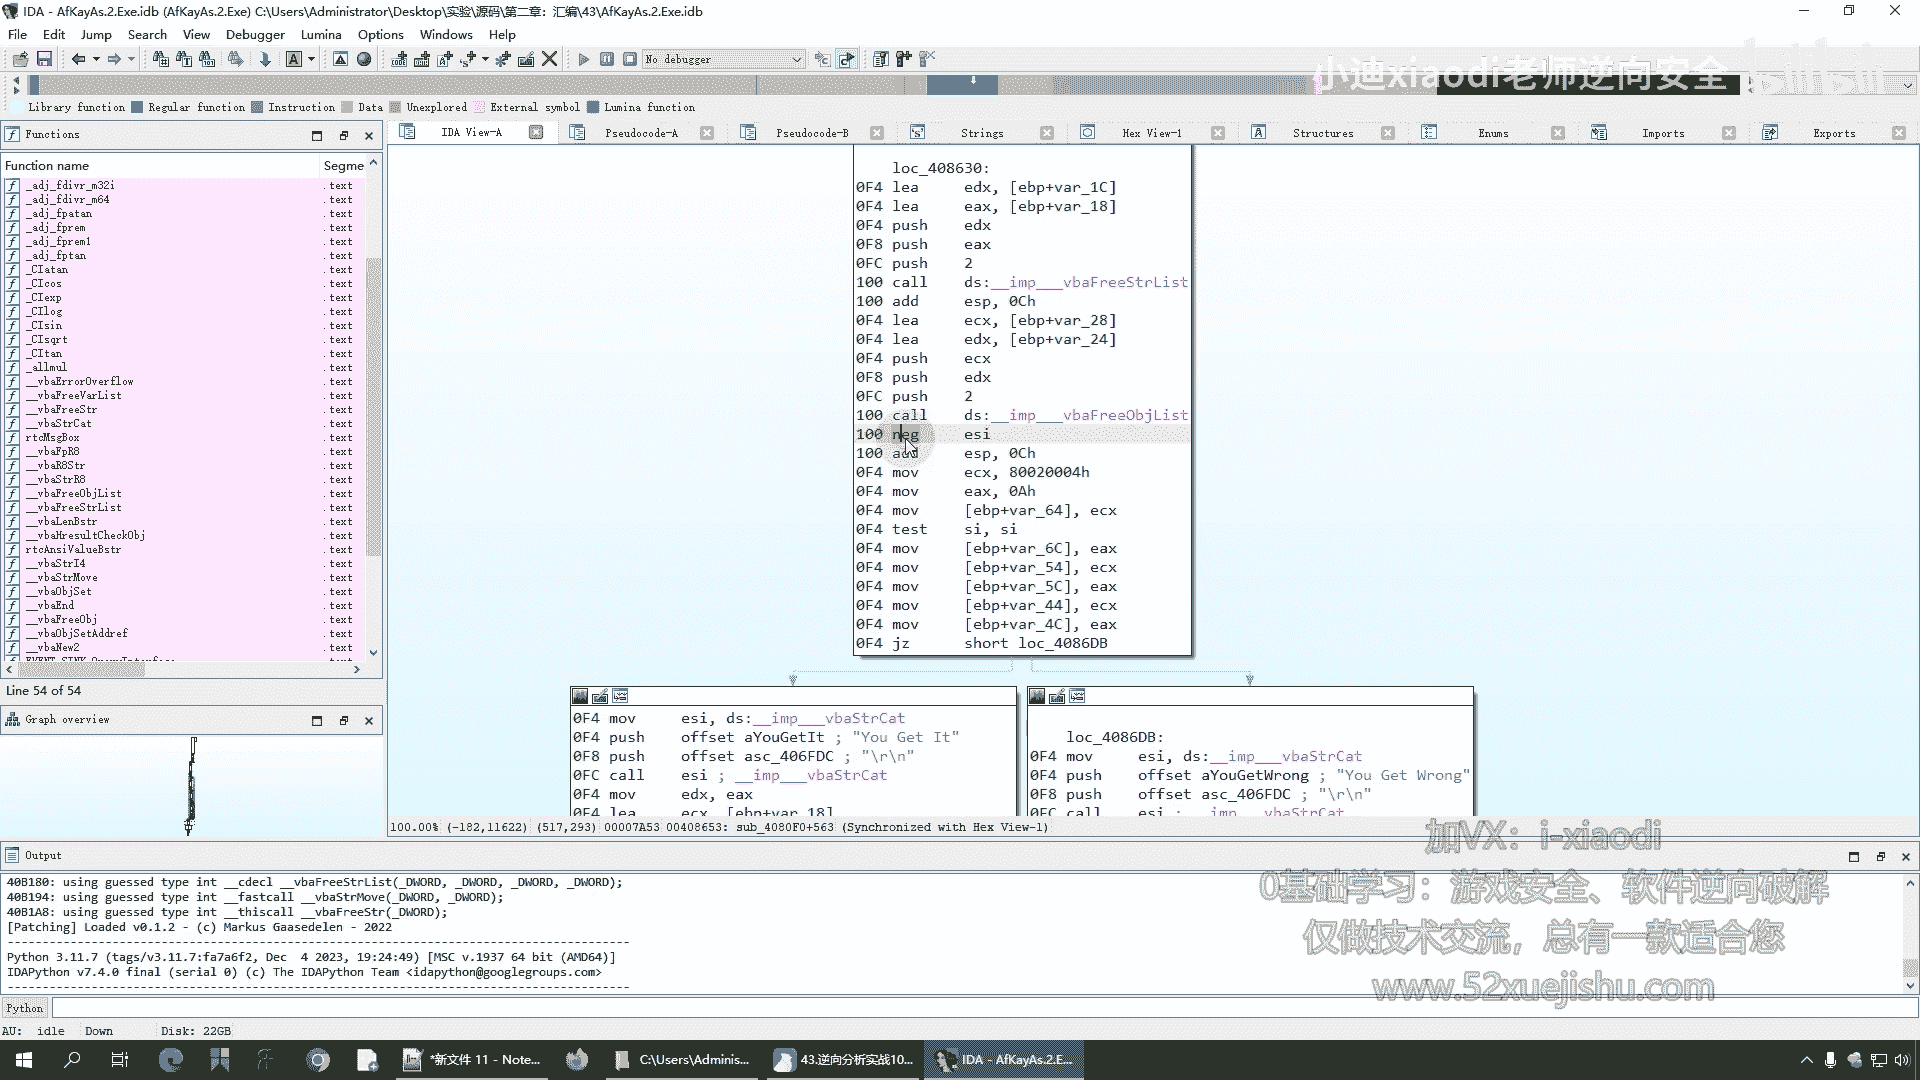 IDA - AfKayAs.2.Exe.idb (AfKayAs.2.Exe) C:\Users\Administrator\Desktop\实验\源码\第二章：汇编\43\AfKayAs.2.Exe.idb
File Edit Jump Search View Debugger Lumina Options Windows Help
No debugger
小迪xiaodi老师逆向安全
Library function Regular function Instruction Data Unexplored External symbol Lumina function
Functions
IDA View-A Pseudocode-A Pseudocode-B Strings Hex View-1 Structures Enums Imports Exports
Function name Segme
_adj_fdivr_m32i .text
_adj_fdivr_m64 .text
_adj_fpatan .text
_adj_fprem .text
_adj_fprem1 .text
_adj_fptan .text
_CIatan .text
_CIcos .text
_CIexp .text
_CIlog .text
_CIsin .text
_CIsqrt .text
_CItan .text
_allmul .text
__vbaErrorOverflow .text
__vbaFreeVarList .text
__vbaFreeStr .text
__vbaStrCat .text
rtcMsgBox .text
__vbaFpR8 .text
__vbaR8Str .text
__vbaStrR8 .text
__vbaFreeObjList .text
__vbaFreeStrList .text
__vbaLenBstr .text
__vbaHresultCheckObj .text
rtcAnsiValueBstr .text
__vbaStrI4 .text
__vbaStrMove .text
__vbaObjSet .text
__vbaEnd .text
__vbaFreeObj .text
__vbaObjSetAddref .text
__vbaNew2 .text
Line 54 of 54
Graph overview
loc_408630:
0F4 lea edx, [ebp+var_1C]
0F4 lea eax, [ebp+var_18]
0F4 push edx
0F8 push eax
0FC push 2
100 call ds:__imp___vbaFreeStrList
100 add esp, 0Ch
0F4 lea ecx, [ebp+var_28]
0F4 lea edx, [ebp+var_24]
0F4 push ecx
0F8 push edx
0FC push 2
100 call ds:__imp___vbaFreeObjList
100 neg esi
100 add esp, 0Ch
0F4 mov ecx, 80020004h
0F4 mov eax, 0Ah
0F4 mov [ebp+var_64], ecx
0F4 test si, si
0F4 mov [ebp+var_6C], eax
0F4 mov [ebp+var_54], ecx
0F4 mov [ebp+var_5C], eax
0F4 mov [ebp+var_44], ecx
0F4 mov [ebp+var_4C], eax
0F4 jz short loc_4086DB
0F4 mov esi, ds:__imp___vbaStrCat
0F4 push offset aYouGetIt ; "You Get It"
0F8 push offset asc_406FDC ; "\r\n"
0FC call esi ; __imp___vbaStrCat
0F4 mov edx, eax
0F4 lea ecx, [ebp+var_18]
loc_4086DB:
0F4 mov esi, ds:__imp___vbaStrCat
0F4 push offset aYouGetWrong ; "You Get Wrong"
0F8 push offset asc_406FDC ; "\r\n"
0FC call esi ; __imp___vbaStrCat
100.00% (-182,11622) (517,293) 00007A53 00408653: sub_4080F0+563 (Synchronized with Hex View-1)
加VX：i-xiaodi
Output
40B180: using guessed type int __cdecl __vbaFreeStrList(_DWORD, _DWORD, _DWORD, _DWORD);
40B194: using guessed type int __fastcall __vbaStrMove(_DWORD, _DWORD);
40B1A8: using guessed type int __thiscall __vbaFreeStr(_DWORD);
[Patching] Loaded v0.1.2 - (c) Markus Gaasedelen - 2022
Python 3.11.7 (tags/v3.11.7:fa7a6f2, Dec 4 2023, 19:24:49) [MSC v.1937 64 bit (AMD64)]
IDAPython v7.4.0 final (serial 0) (c) The IDAPython Team <idapython@googlegroups.com>
0基础学习：游戏安全、软件逆向破解
仅做技术交流，总有一款适合您
www.52xuejishu.com
Python
AU: idle Down Disk: 22GB
*新文件 11 - Note... C:\Users\Adminis... 43.逆向分析实战10... IDA - AfKayAs.2.E...